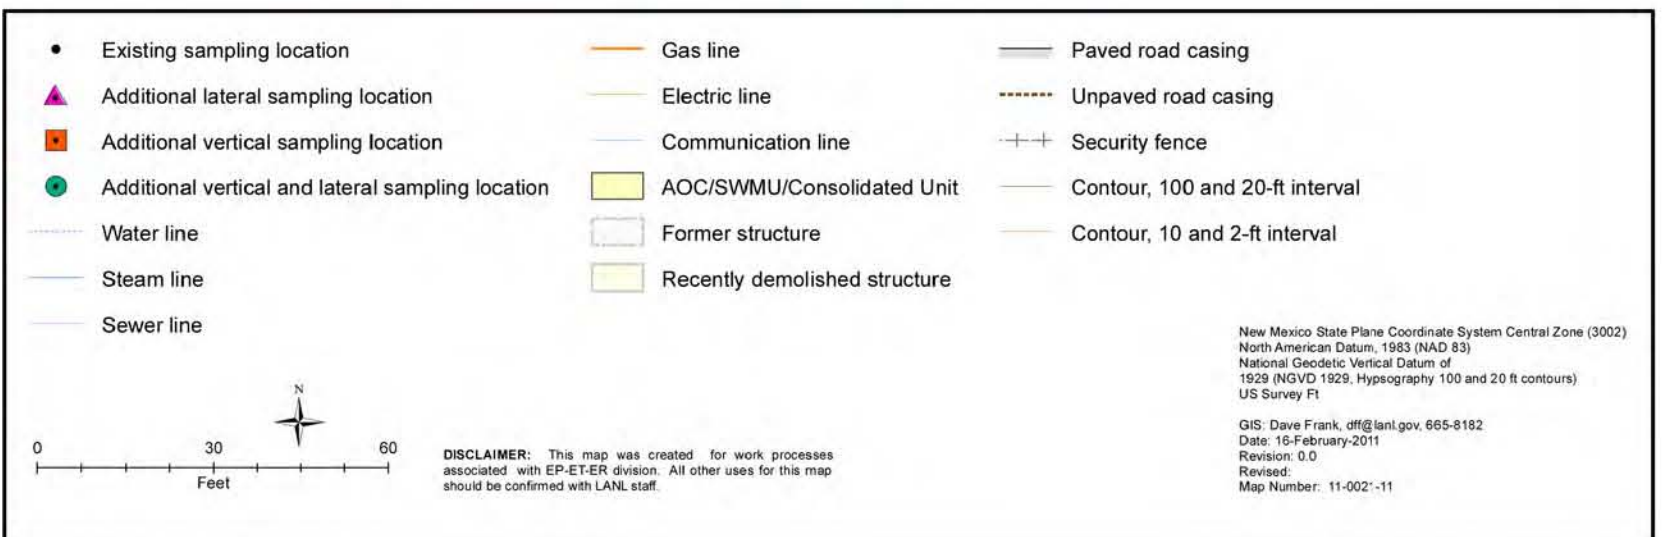 Existing sampling location
Additional lateral sampling location
Additional vertical sampling location
Additional vertical and lateral sampling location
Water line
Steam line
Sewer line
Gas line
Electric line
Communication line
AOC/SWMU/Consolidated Unit
Former structure
Recently demolished structure
Paved road casing
Unpaved road casing
Security fence
Contour, 100 and 20-ft interval
Contour, 10 and 2-ft interval
N
0 30 60
Feet
DISCLAIMER: This map was created for work processes
associated with EP-ET-ER division. All other uses for this map
should be confirmed with LANL staff.
New Mexico State Plane Coordinate System Central Zone (3002)
North American Datum, 1983 (NAD 83)
National Geodetic Vertical Datum of
1929 (NGVD 1929, Hypsography 100 and 20 ft contours)
US Survey Ft
GIS: Dave Frank, dff@lanl.gov, 665-8182
Date: 16-February-2011
Revision: 0.0
Revised:
Map Number: